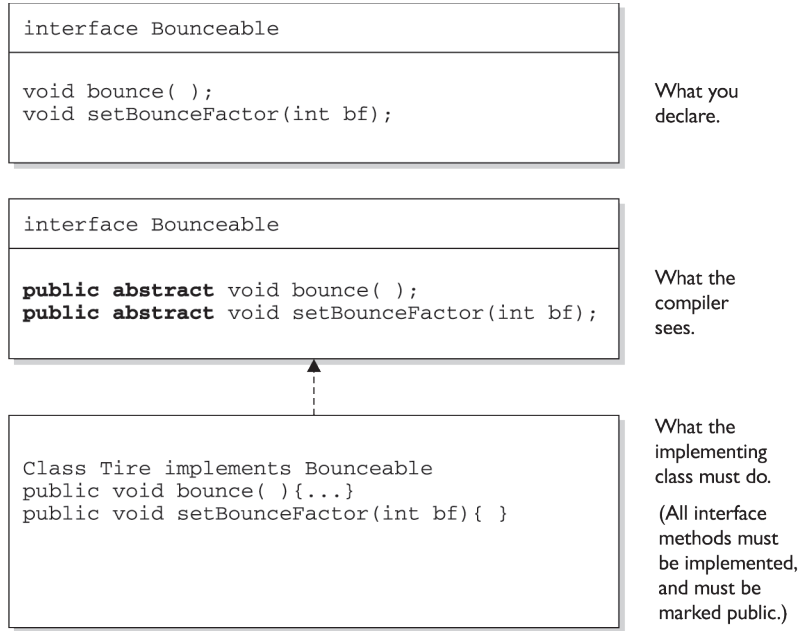 interface Bounceable
void bounce( );
void setBounceFactor(int bf);
What you
declare.
interface Bounceable
public abstract void bounce( );
public abstract void setBounceFactor(int bf);
What the
compiler
sees.
Class Tire implements Bounceable
public void bounce( ){...}
public void setBounceFactor(int bf){ }
What the
implementing
class must do.
(All interface
methods must
be implemented,
and must be
marked public.)